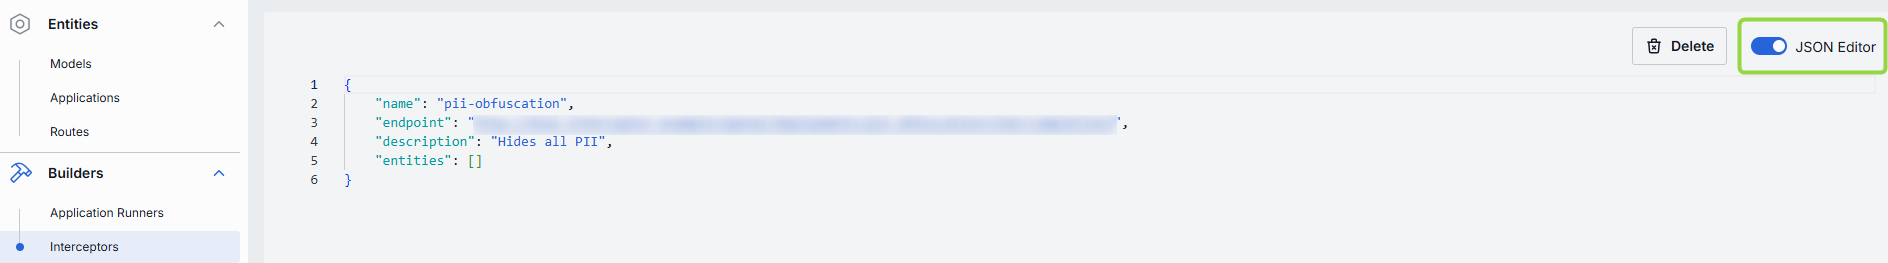 Entities
Models
Applications
Routes
Builders
Application Runners
Interceptors
Delete
JSON Editor
1 {
2 "name": "pii-obfuscation",
3 "endpoint": "",
4 "description": "Hides all PII",
5 "entities": []
6 }